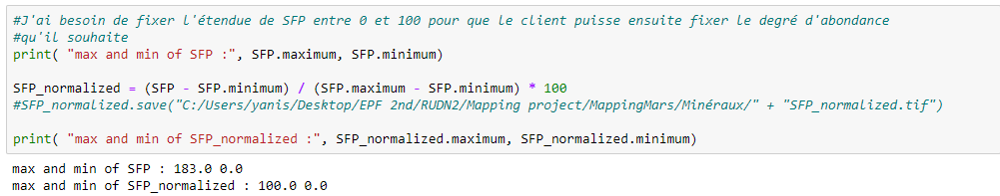 #J'ai besoin de fixer l'étendue de SFP entre 0 et 100 pour que le client puisse ensuite fixer le degré d'abondance
#qu'il souhaite
print( "max and min of SFP :", SFP.maximum, SFP.minimum)
SFP_normalized = (SFP - SFP.minimum) / (SFP.maximum - SFP.minimum) * 100
#SFP_normalized.save("C:/Users/yanis/Desktop/EPF 2nd/RUDN2/Mapping project/MappingMars/Minéraux/" + "SFP_normalized.tif")
print( "max and min of SFP_normalized :", SFP_normalized.maximum, SFP_normalized.minimum)
max and min of SFP : 183.0 0.0
max and min of SFP_normalized : 100.0 0.0